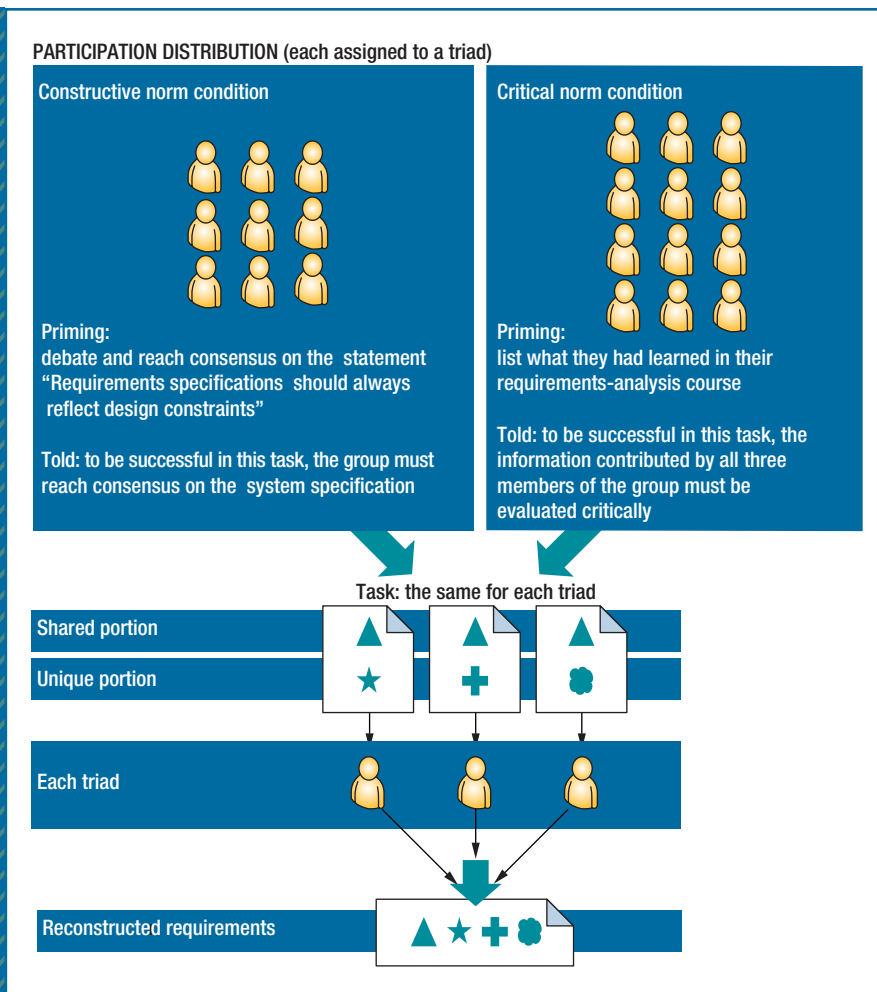 PARTICIPATION DISTRIBUTION (each assigned to a triad)
Constructive norm condition
Priming:
debate and reach consensus on the statement
“Requirements specifications should always
reflect design constraints”
Told: to be successful in this task, the group must
reach consensus on the system specification
Critical norm condition
Priming:
list what they had learned in their
requirements-analysis course
Told: to be successful in this task, the
information contributed by all three
members of the group must be
evaluated critically
Task: the same for each triad
Shared portion
Unique portion
Each triad
Reconstructed requirements